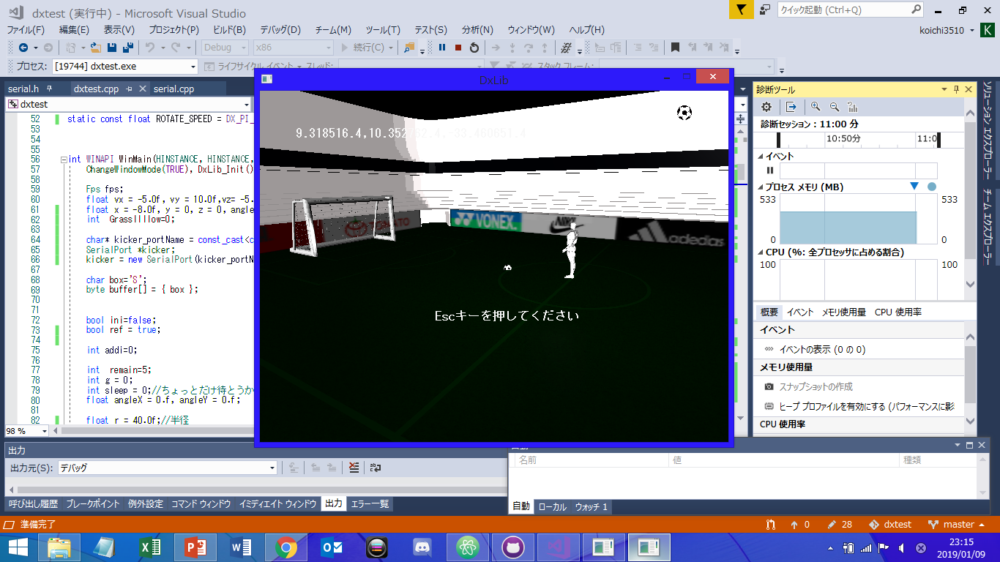 dxtest (実行中) - Microsoft Visual Studio
クイック起動 (Ctrl+Q)
ファイル(F) 編集(E) 表示(V) プロジェクト(P) ビルド(B) デバッグ(D) チーム(M) ツール(T) テスト(S) 分析(N) ウィンドウ(W) ヘルプ(H)
koichi3510 K
Debug x86 続行(C)
プロセス: [19744] dxtest.exe ライフサイクル イベント スレッド: スタック フレーム:
serial.h dxtest.cpp serial.cpp
dxtest
52 static const float ROTATE_SPEED = DX_PI_
53
54
55
56 int WINAPI WinMain(HINSTANCE, HINSTANCE,
57 ChangeWindowMode(TRUE), DxLib_Init()
58
59 Fps fps;
60 float vx = -5.0f, vy = 10.0f,vz= -5.
61 float x = -8.0f, y = 0, z = 0, angle
62
63
64 char* kicker_portName = const_cast<c
65 SerialPort *kicker;
66 kicker = new SerialPort(kicker_portN
67
68 char box='S';
69 byte buffer[] = { box };
70
71
72 bool ini=false;
73 bool ref = true;
74
75 int addi=0;
76
77 int remain=5;
78 int g = 0;
79 int sleep = 0;//ちょっとだけ待とうか
80 float angleX = 0.f, angleY = 0.f;
81
82 float r = 40.0f;//半径
98 %
DxLib
9.318516.4,10.352762.4,-33.480651.4
YONEX
NIKE
adedias
Escキーを押してください
診断ツール
診断セッション : 11:00 分
10:50分 11:0
イベント
プロセス メモリ (MB)
533 533
0 0
CPU (%: 全プロセッサに占める割合)
100 100
概要 イベント メモリ使用量 CPU 使用率
イベント
イベントの表示 (0 の 0)
メモリ使用量
スナップショットの作成
ヒープ プロファイルを有効にする (パフォーマンスに影
CPU 使用率
ソリューション エクスプローラー
チーム エクスプローラー
出力
出力元(S): デバッグ
呼び出し履歴 ブレークポイント 例外設定 コマンド ウィンドウ イミディエイト ウィンドウ 出力 エラー一覧
自動
名前 値 種類
自動 ローカル ウォッチ 1
準備完了
0 28 dxtest master
23:15
2019/01/09